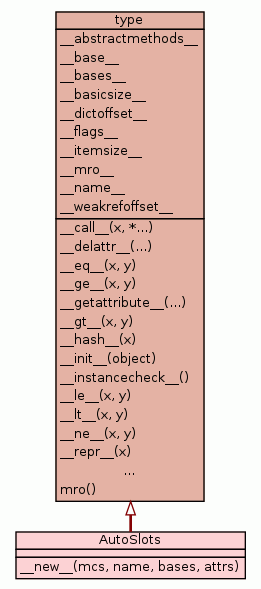 type
__abstractmethods__
__base__
__bases__
__basicsize__
__dictoffset__
__flags__
__itemsize__
__mro__
__name__
__weakrefoffset__
__call__(x, *...)
__delattr__(...)
__eq__(x, y)
__ge__(x, y)
__getattribute__(...)
__gt__(x, y)
__hash__(x)
__init__(object)
__instancecheck__()
__le__(x, y)
__lt__(x, y)
__ne__(x, y)
__repr__(x)
...
mro()
AutoSlots
__new__(mcs, name, bases, attrs)